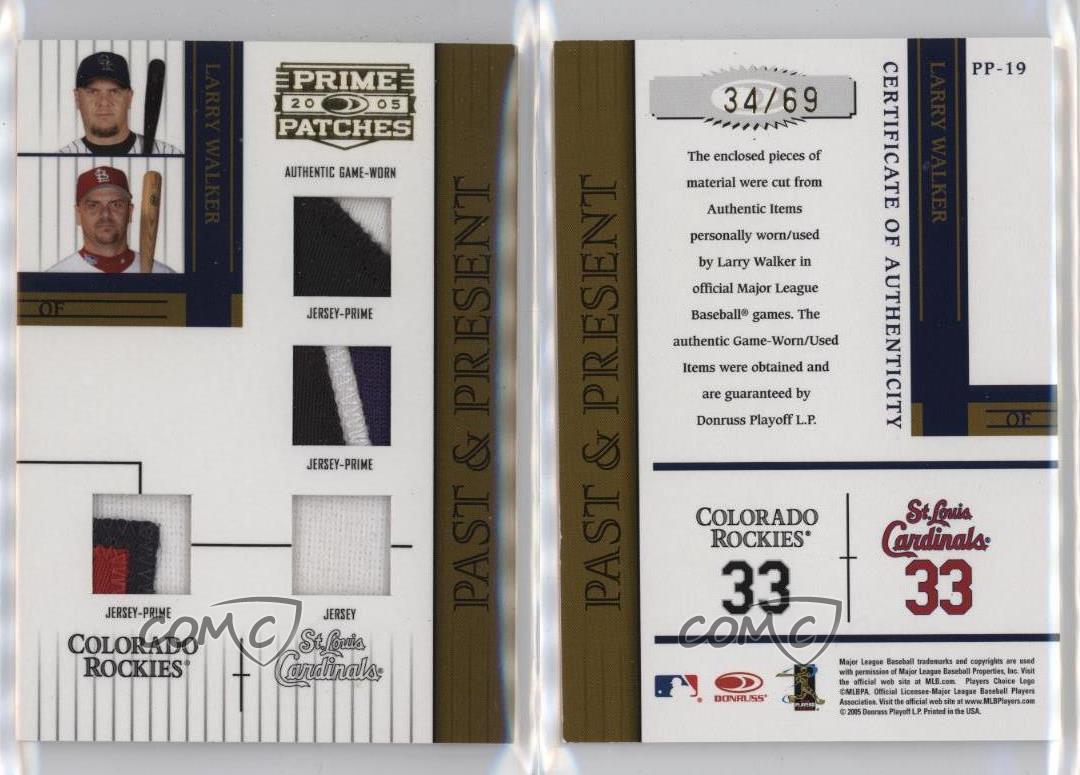 LARRY WALKER
OF
PRIME
20 05
PATCHES
AUTHENTIC GAME-WORN
JERSEY-PRIME
JERSEY-PRIME
JERSEY-PRIME
JERSEY
COLORADO
ROCKIES®
St. Louis
Cardinals®
COMC
PAST & PRESENT
PAST & PRESENT
34/69
The enclosed pieces of
material were cut from
Authentic Items
personally worn/used
by Larry Walker in
official Major League
Baseball® games. The
authentic Game-Worn/Used
Items were obtained and
are guaranteed by
Donruss Playoff L.P.
CERTIFICATE OF AUTHENTICITY
LARRY WALKER
PP-19
OF
COLORADO
ROCKIES®
33
St. Louis
Cardinals®
33
COMC
DONRUSS®
PLAYERS
Major League Baseball trademarks and copyrights are used
with permission of Major League Baseball Properties, Inc. Visit
the official web site at MLB.com. Players Choice Logo
©MLBPA. Official Licensee-Major League Baseball Players
Association. Visit the official web site at www.MLBPlayers.com
© 2005 Donruss Playoff L.P. Printed in the USA.